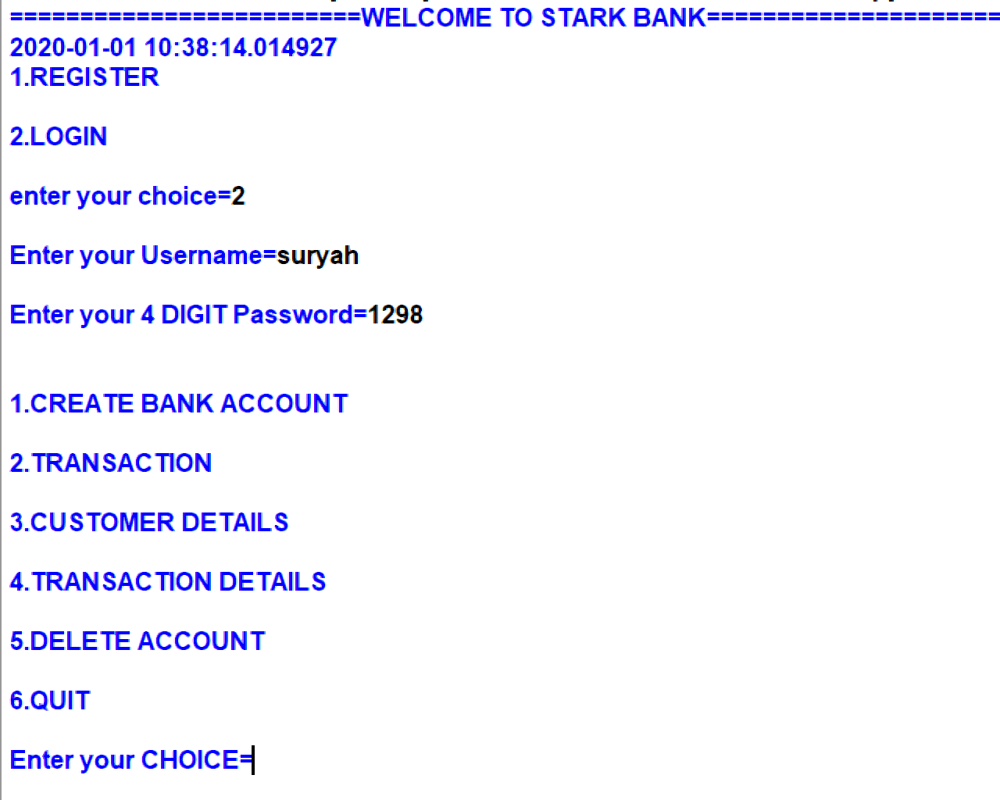 =========================WELCOME TO STARK BANK=====================
2020-01-01 10:38:14.014927
1.REGISTER
2.LOGIN
enter your choice=2
Enter your Username=suryah
Enter your 4 DIGIT Password=1298
1.CREATE BANK ACCOUNT
2.TRANSACTION
3.CUSTOMER DETAILS
4.TRANSACTION DETAILS
5.DELETE ACCOUNT
6.QUIT
Enter your CHOICE=